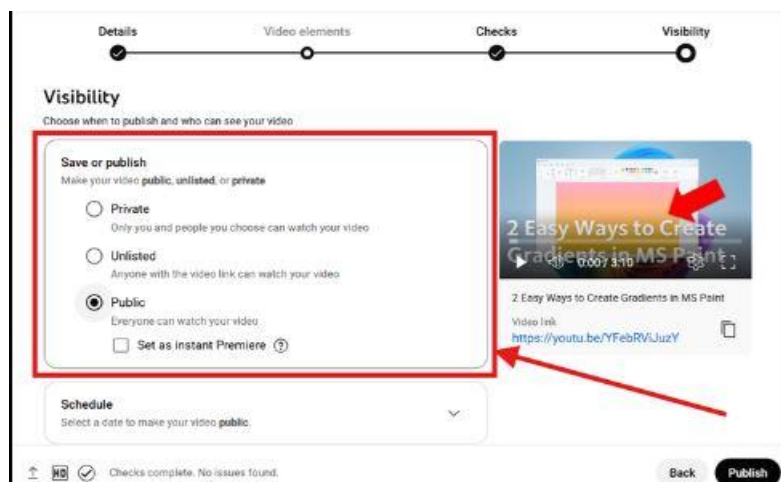 Details Video elements Checks Visibility
Visibility
Choose when to publish and who can see your video
Save or publish
Make your video public, unlisted, or private
Private
Only you and people you choose can watch your video
Unlisted
Anyone with the video link can watch your video
Public
Everyone can watch your video
Set as instant Premiere ?
Schedule
Select a date to make your video public.
2 Easy Ways to Create
Gradients in MS Paint
0:00 / 3:10
2 Easy Ways to Create Gradients in MS Paint
Video link
https://youtu.be/YFebRViJuzY
HD Checks complete. No issues found.
Back Publish